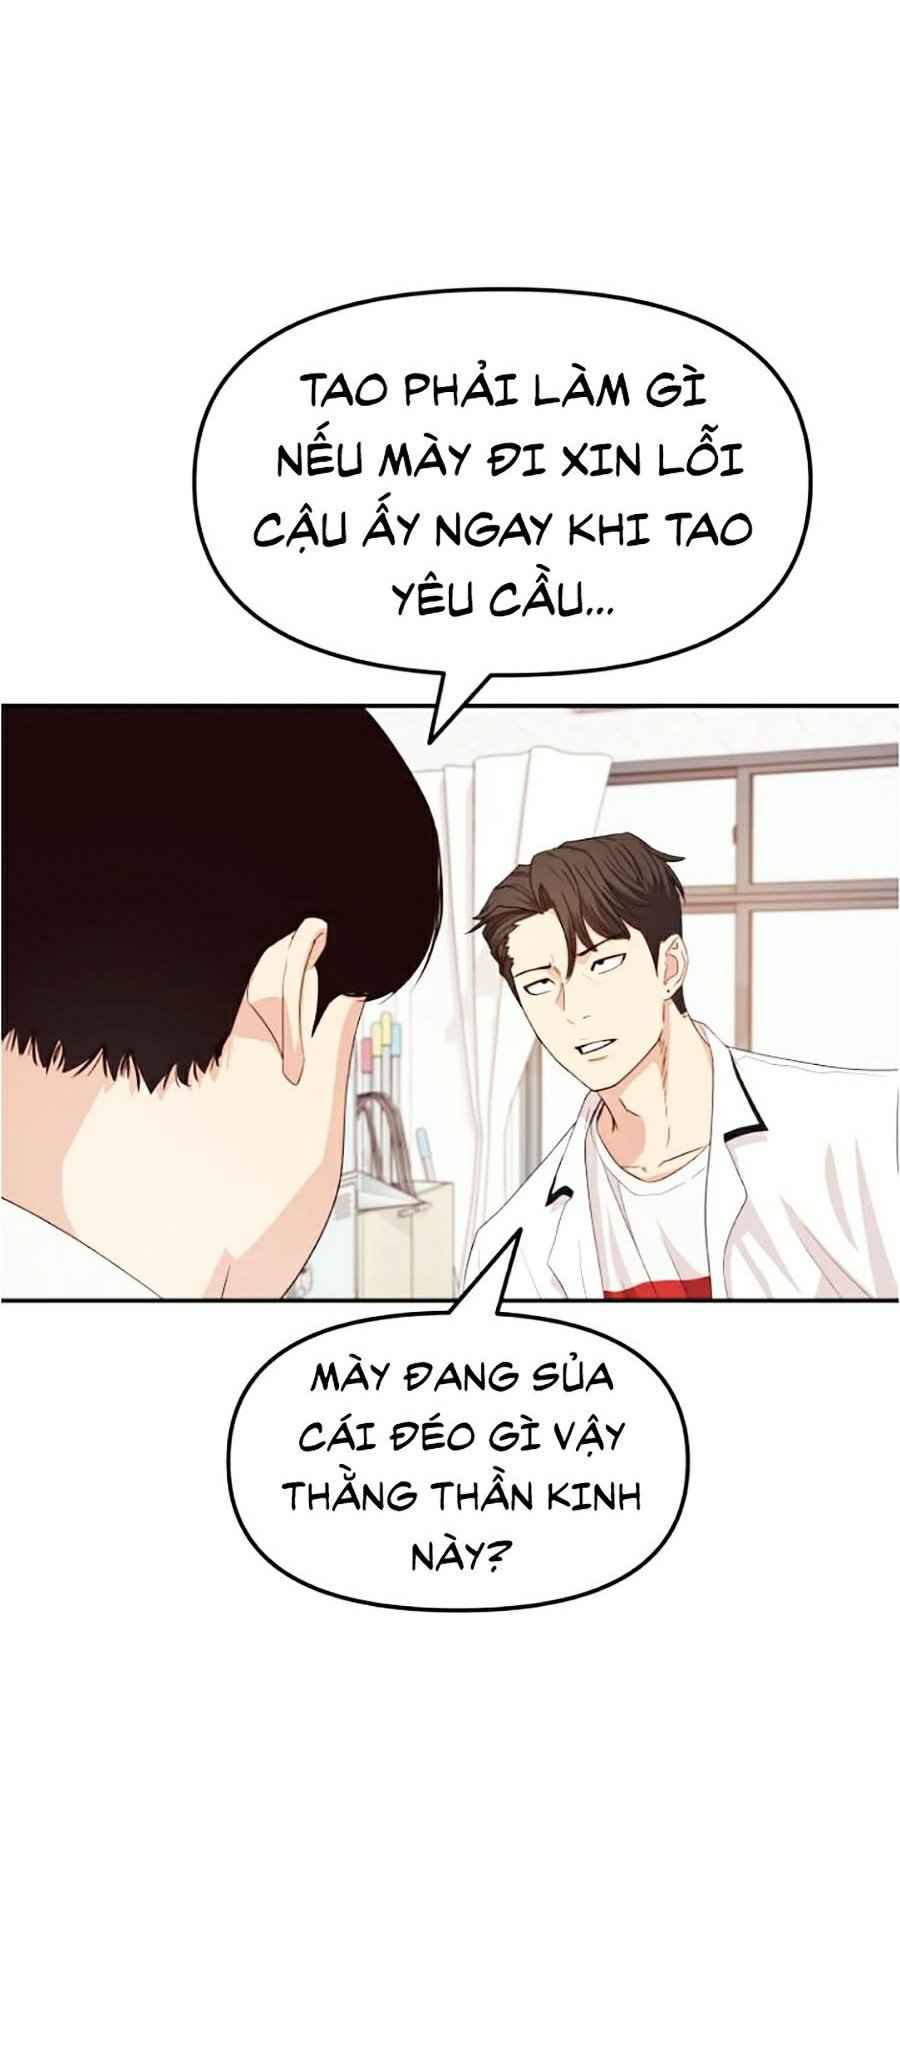 TAO PHẢI LÀM GÌ
NẾU MÀY ĐI XIN LỖI
CẬU ẤY NGAY KHI TAO
YÊU CẦU...
MÀY ĐANG SỦA
CÁI ĐÉO GÌ VẬY
THẰNG THẦN KINH
NÀY?